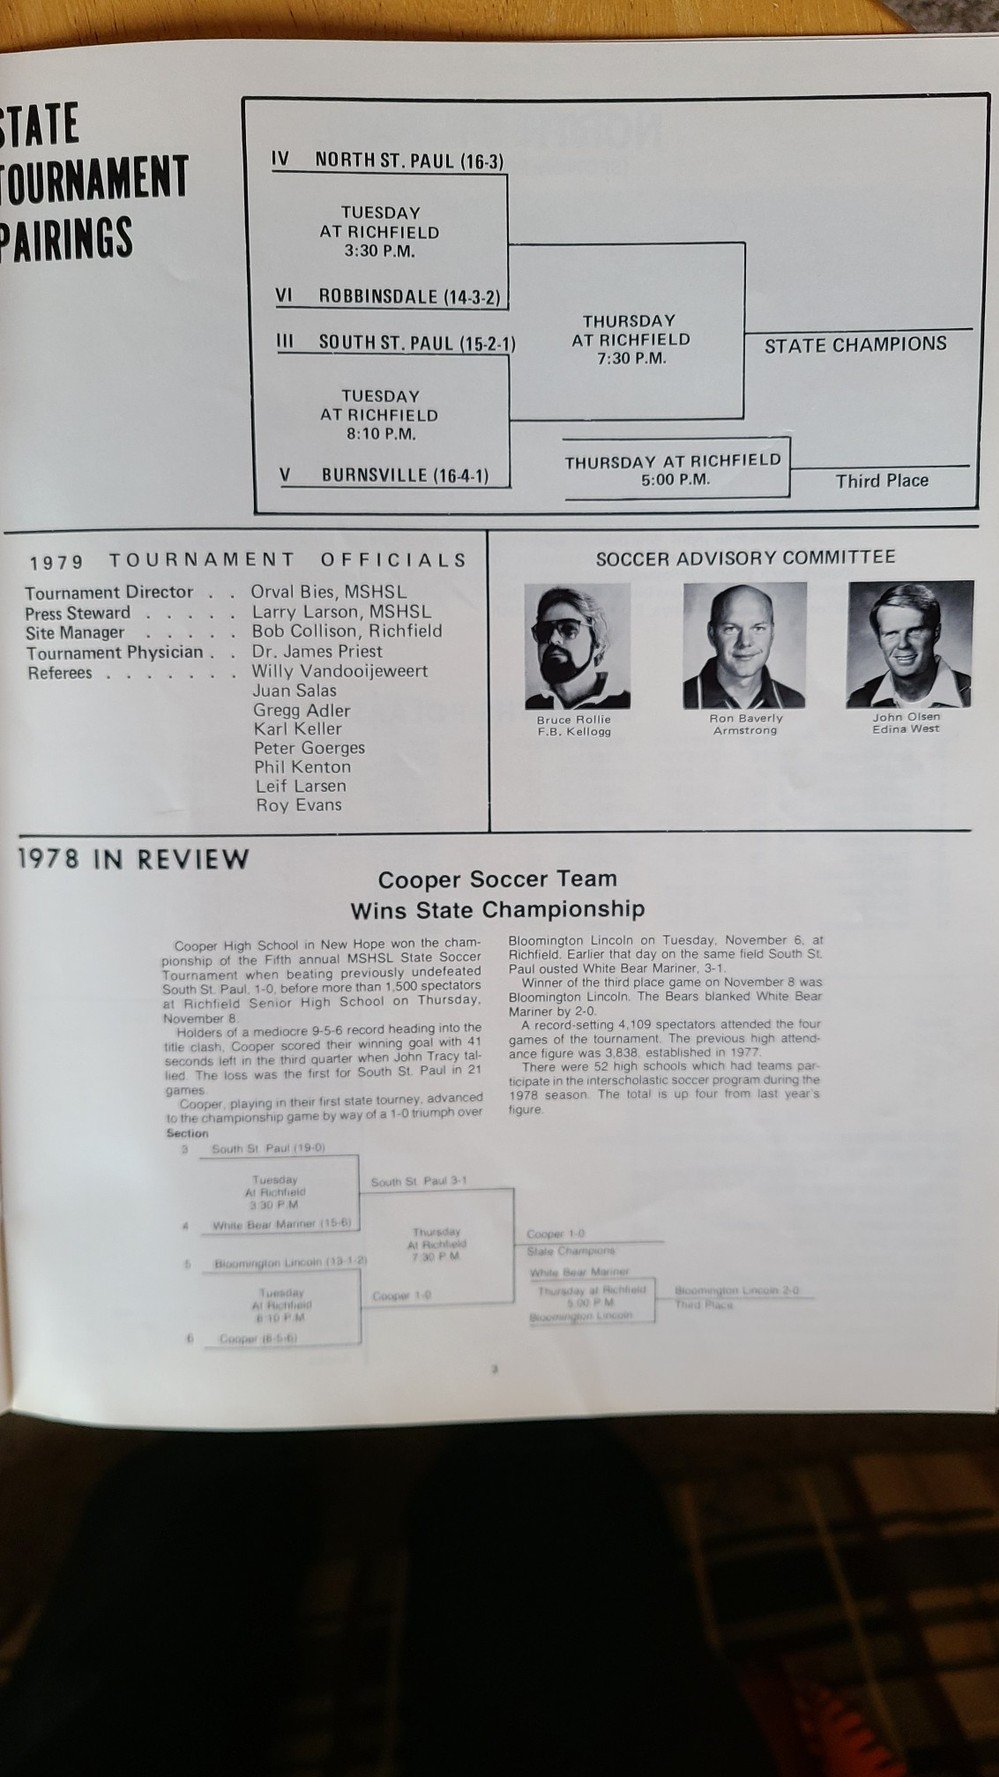 STATE
TOURNAMENT
PAIRINGS
IV NORTH ST. PAUL (16-3)
TUESDAY
AT RICHFIELD
3:30 P.M.
VI ROBBINSDALE (14-3-2)
III SOUTH ST. PAUL (15-2-1)
TUESDAY
AT RICHFIELD
8:10 P.M.
V BURNSVILLE (16-4-1)
THURSDAY
AT RICHFIELD
7:30 P.M.
STATE CHAMPIONS
THURSDAY AT RICHFIELD
5:00 P.M.
Third Place
1979 TOURNAMENT OFFICIALS
Tournament Director . . Orval Bies, MSHSL
Press Steward . . . . . Larry Larson, MSHSL
Site Manager . . . . . Bob Collison, Richfield
Tournament Physician . . Dr. James Priest
Referees . . . . . . . Willy Vandooijeweert
Juan Salas
Gregg Adler
Karl Keller
Peter Goerges
Phil Kenton
Leif Larsen
Roy Evans
SOCCER ADVISORY COMMITTEE
Bruce Rollie
F.B. Kellogg
Ron Baverly
Armstrong
John Olsen
Edina West
1978 IN REVIEW
Cooper Soccer Team
Wins State Championship
Cooper High School in New Hope won the cham-
pionship of the Fifth annual MSHSL State Soccer
Tournament when beating previously undefeated
South St. Paul, 1-0, before more than 1,500 spectators
at Richfield Senior High School on Thursday,
November 8.
Holders of a mediocre 9-5-6 record heading into the
title clash, Cooper scored their winning goal with 41
seconds left in the third quarter when John Tracy tal-
lied. The loss was the first for South St. Paul in 21
games.
Cooper, playing in their first state tourney, advanced
to the championship game by way of a 1-0 triumph over
Bloomington Lincoln on Tuesday, November 6, at
Richfield. Earlier that day on the same field South St.
Paul ousted White Bear Mariner, 3-1.
Winner of the third place game on November 8 was
Bloomington Lincoln. The Bears blanked White Bear
Mariner by 2-0.
A record-setting 4,109 spectators attended the four
games of the tournament. The previous high attend-
ance figure was 3,838, established in 1977.
There were 52 high schools which had teams par-
ticipate in the interscholastic soccer program during the
1978 season. The total is up four from last year's
figure.
Section
3 South St. Paul (19-0)
Tuesday
At Richfield
3:30 P.M.
4 White Bear Mariner (15-6)
South St. Paul 3-1
5 Bloomington Lincoln (13-1-2)
Tuesday
At Richfield
8:10 P.M.
6 Cooper
Cooper 1-0
Thursday
At Richfield
7:30 P.M.
Cooper 1-0
State Champions
White Bear Mariner
Thursday at Richfield
5:00 P.M.
Bloomington Lincoln
Bloomington Lincoln 2-0
Third Place
3